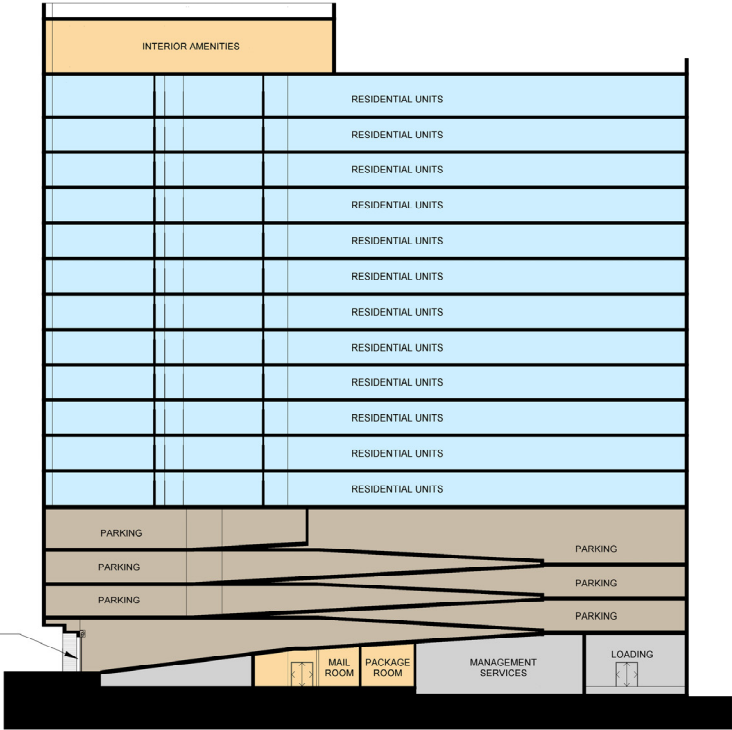 INTERIOR AMENITIES
RESIDENTIAL UNITS
RESIDENTIAL UNITS
RESIDENTIAL UNITS
RESIDENTIAL UNITS
RESIDENTIAL UNITS
RESIDENTIAL UNITS
RESIDENTIAL UNITS
RESIDENTIAL UNITS
RESIDENTIAL UNITS
RESIDENTIAL UNITS
RESIDENTIAL UNITS
RESIDENTIAL UNITS
PARKING
PARKING
PARKING
PARKING
PARKING
PARKING
MAIL
ROOM
PACKAGE
ROOM
MANAGEMENT
SERVICES
LOADING